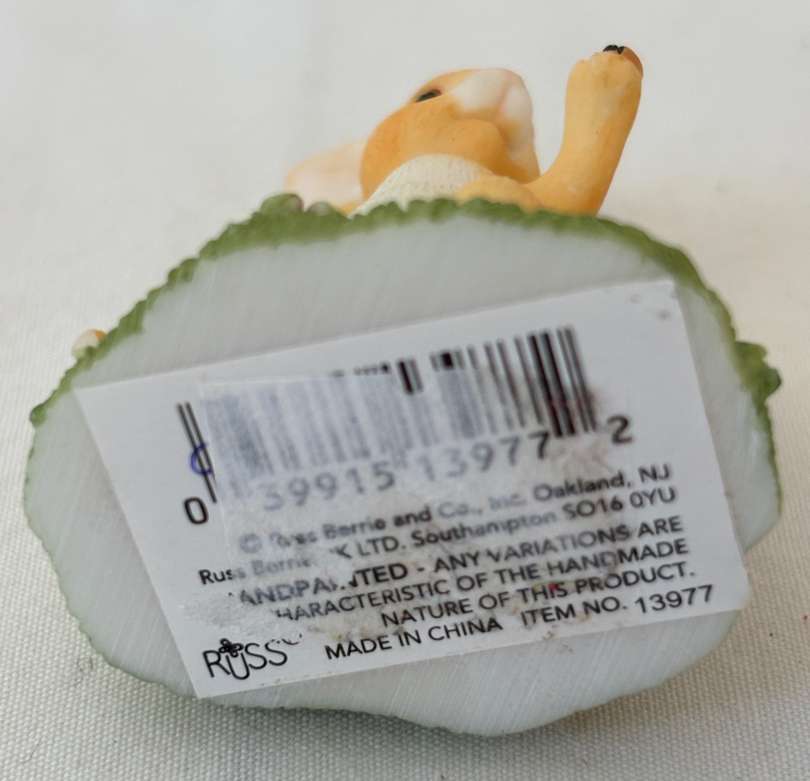 0 39915 13977 2
© Russ Berrie and Co., Inc. Oakland, NJ
Russ Berrie UK LTD. Southampton SO16 0YU
HANDPAINTED - ANY VARIATIONS ARE
CHARACTERISTIC OF THE HANDMADE
NATURE OF THIS PRODUCT.
RUSS MADE IN CHINA ITEM NO. 13977